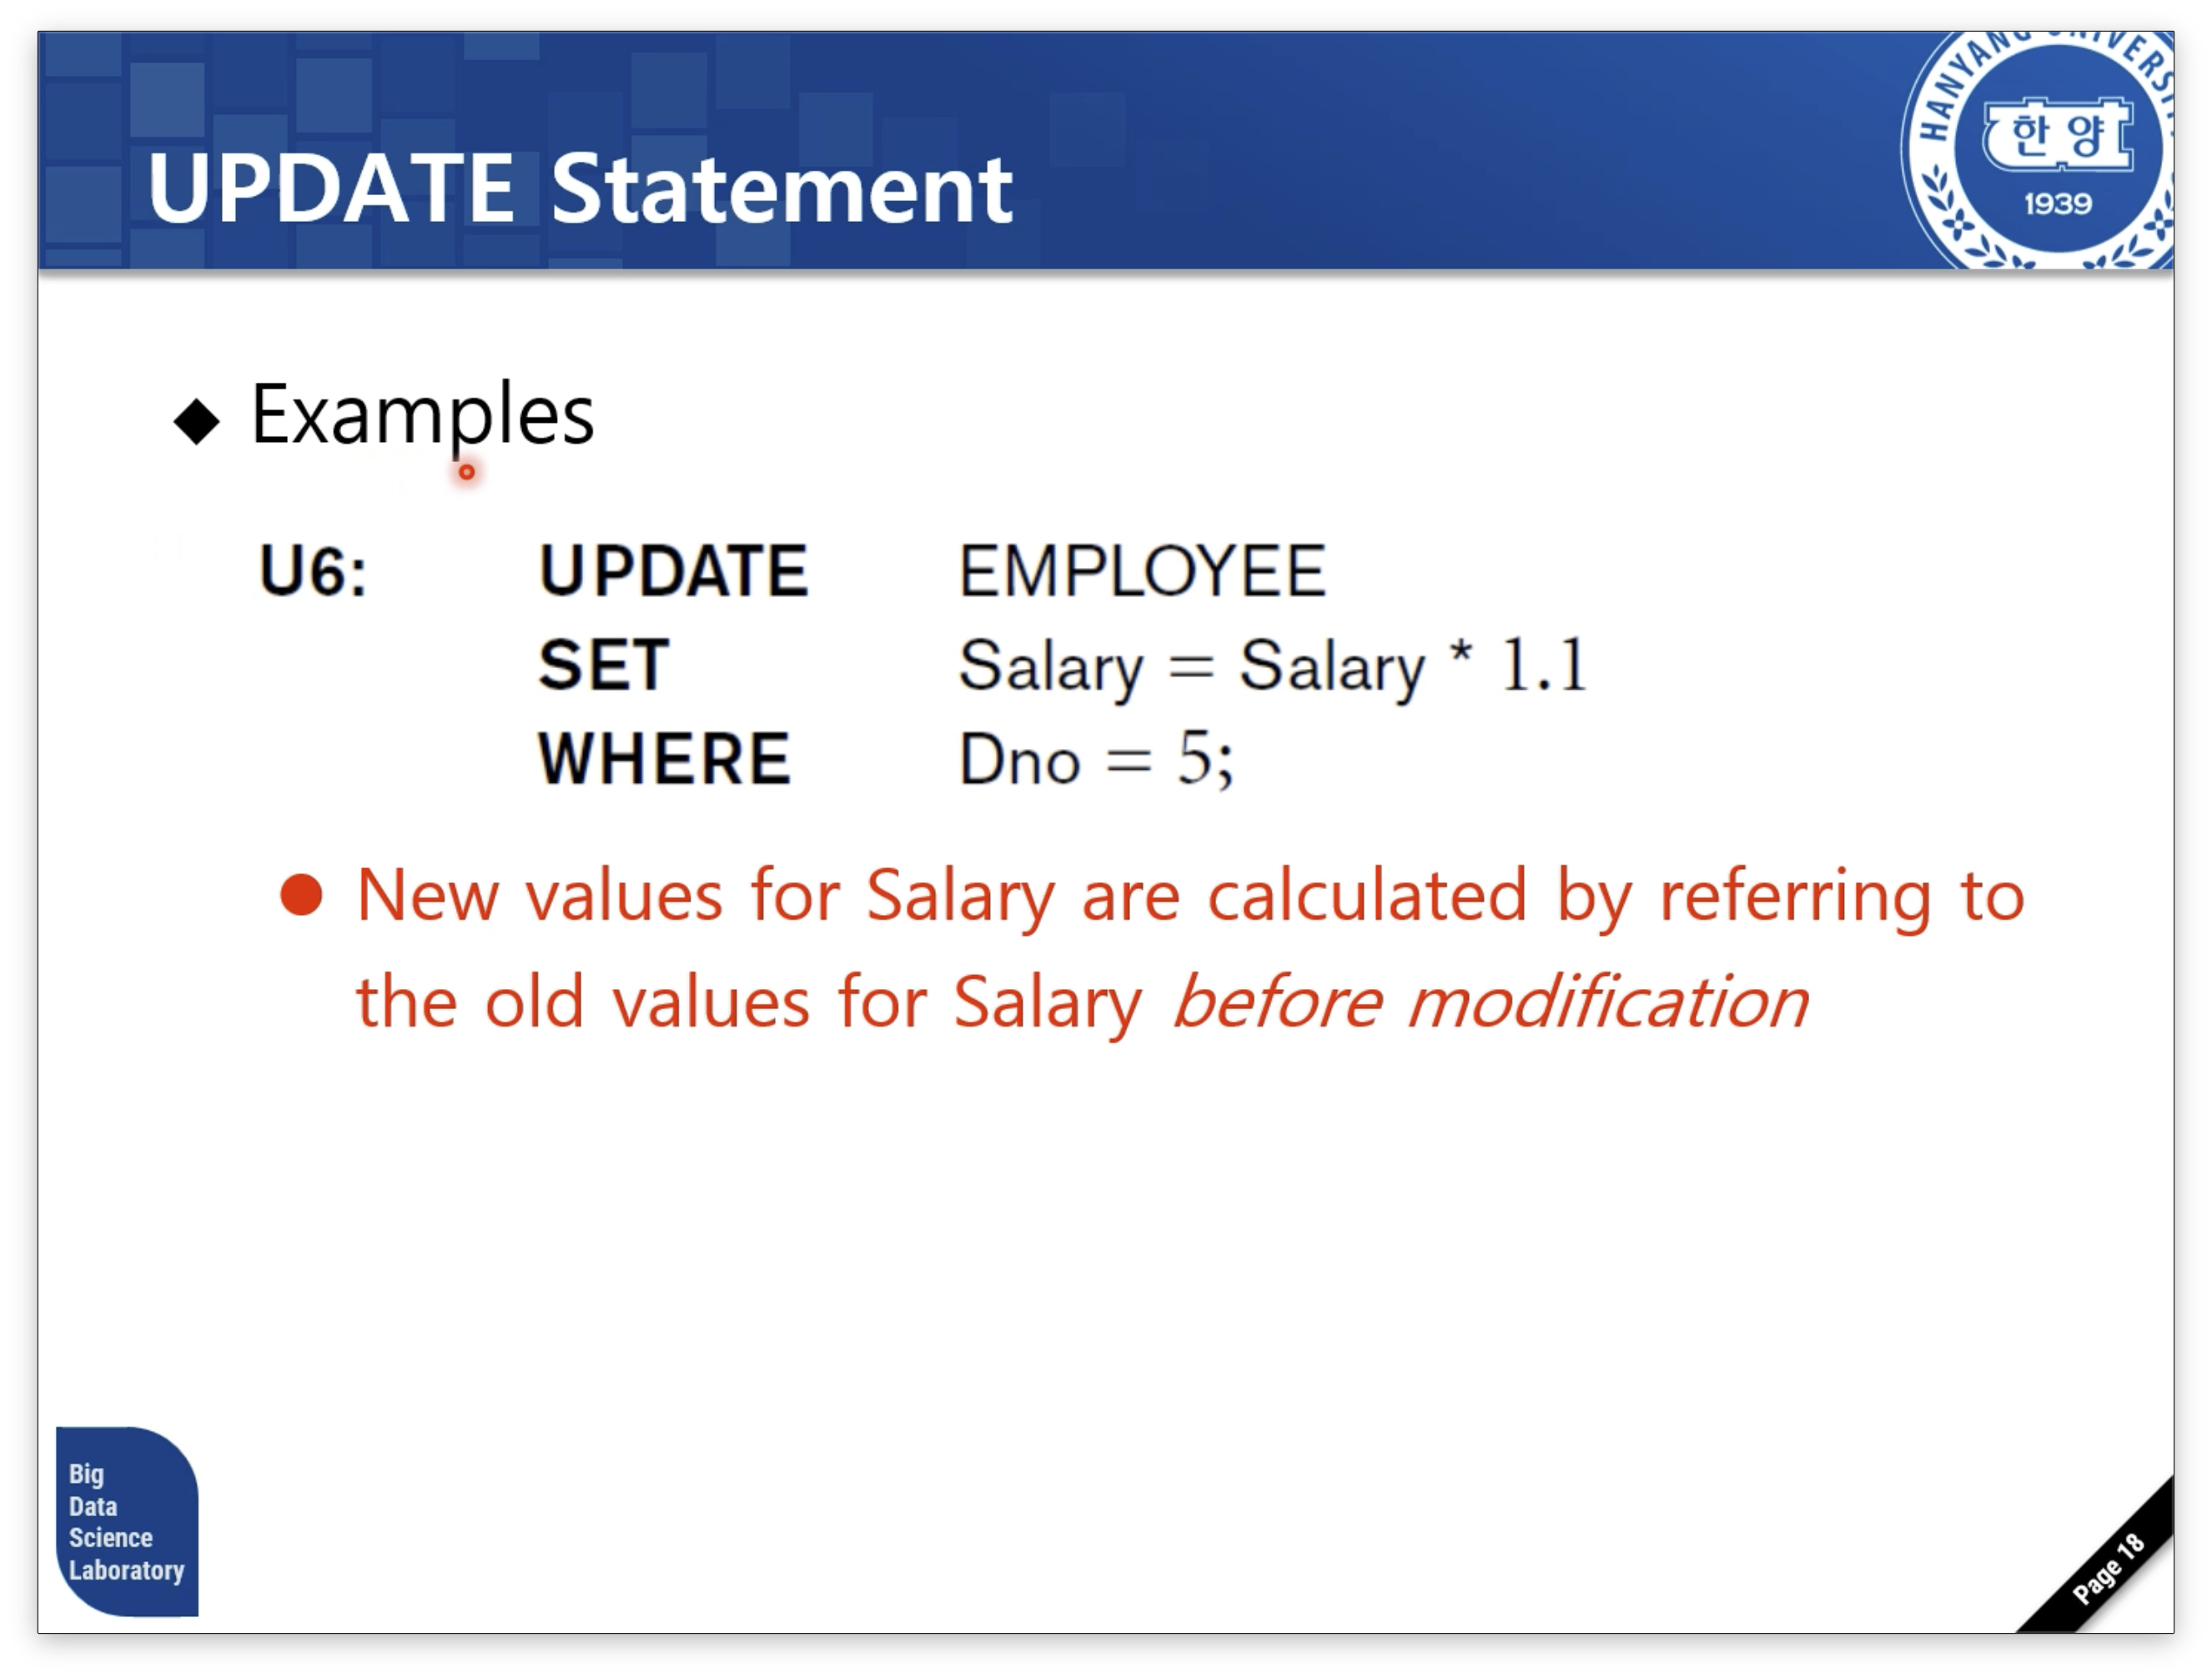 UPDATE Statement
HANYANG UNIVERSI
한양
1939
◆ Examples
U6: UPDATE EMPLOYEE
SET Salary = Salary * 1.1
WHERE Dno = 5;
● New values for Salary are calculated by referring to
the old values for Salary before modification
Big
Data
Science
Laboratory
Page 18